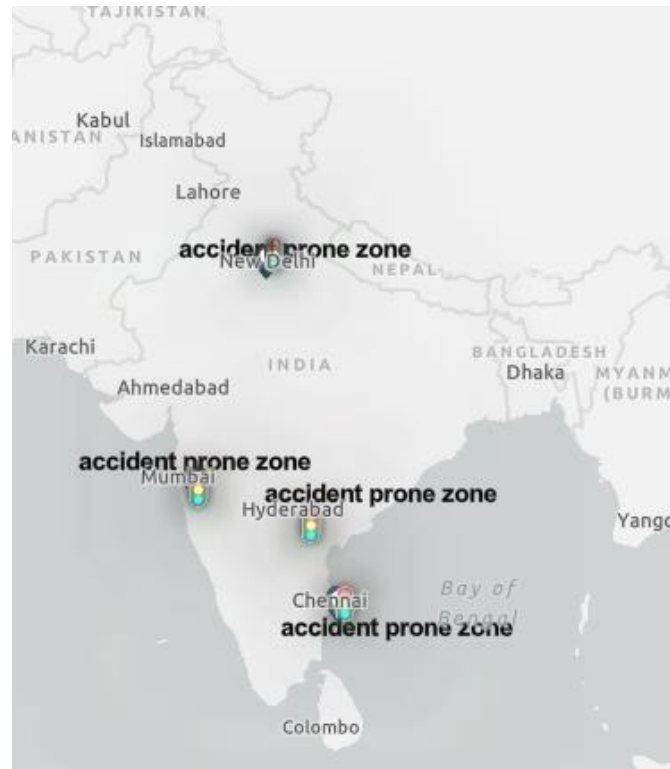 TAJIKISTAN
Kabul
ANISTAN
Islamabad
Lahore
accident prone zone
New Delhi
PAKISTAN
NEPAL
Karachi
INDIA
BANGLADESH
Dhaka
MYANM
(BURM
Ahmedabad
accident prone zone
Mumbai
accident prone zone
Hyderabad
Yango
Chennai
Bay of
Bengal
accident prone zone
Colombo